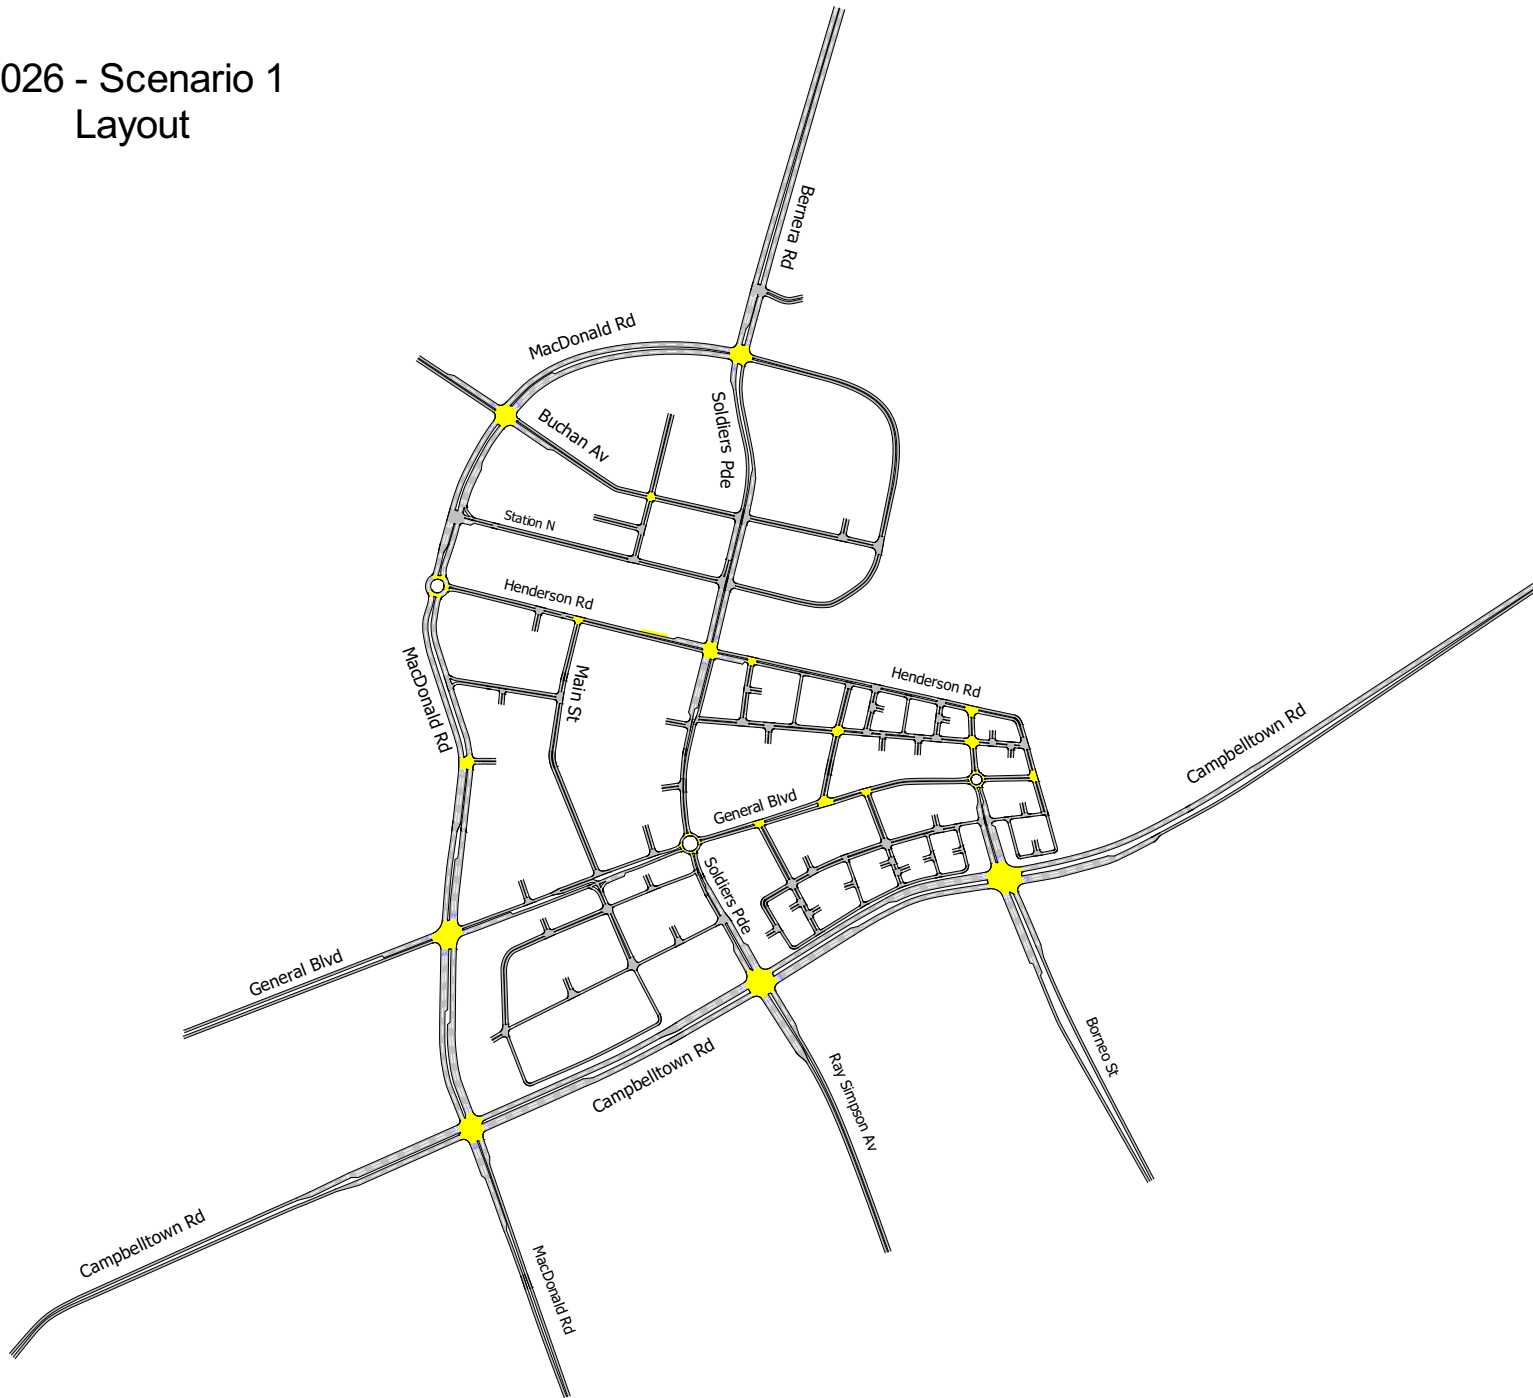 026 - Scenario 1
Layout
Bernera Rd
MacDonald Rd
Buchan Av
Soldiers Pde
Station N
Henderson Rd
MacDonald Rd
Main St
Henderson Rd
Campbelltown Rd
General Blvd
Soldiers Pde
General Blvd
Borneo St
Campbelltown Rd
Ray Simpson Av
Campbelltown Rd
MacDonald Rd